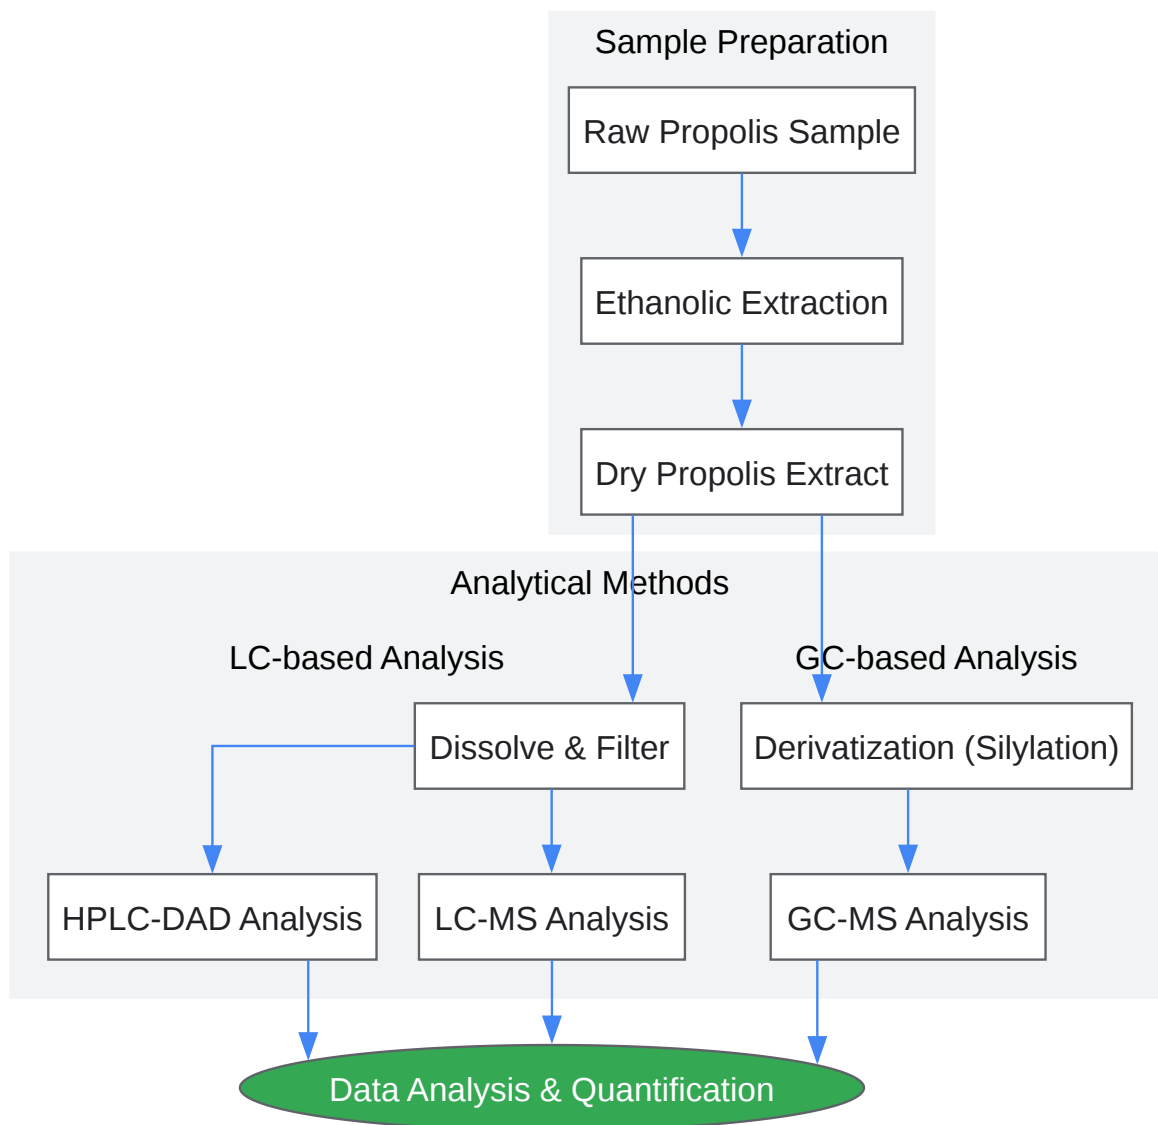 Sample Preparation
Raw Propolis Sample
Ethanolic Extraction
Dry Propolis Extract
Analytical Methods
LC-based Analysis
GC-based Analysis
Dissolve & Filter
Derivatization (Silylation)
HPLC-DAD Analysis
LC-MS Analysis
GC-MS Analysis
Data Analysis & Quantification